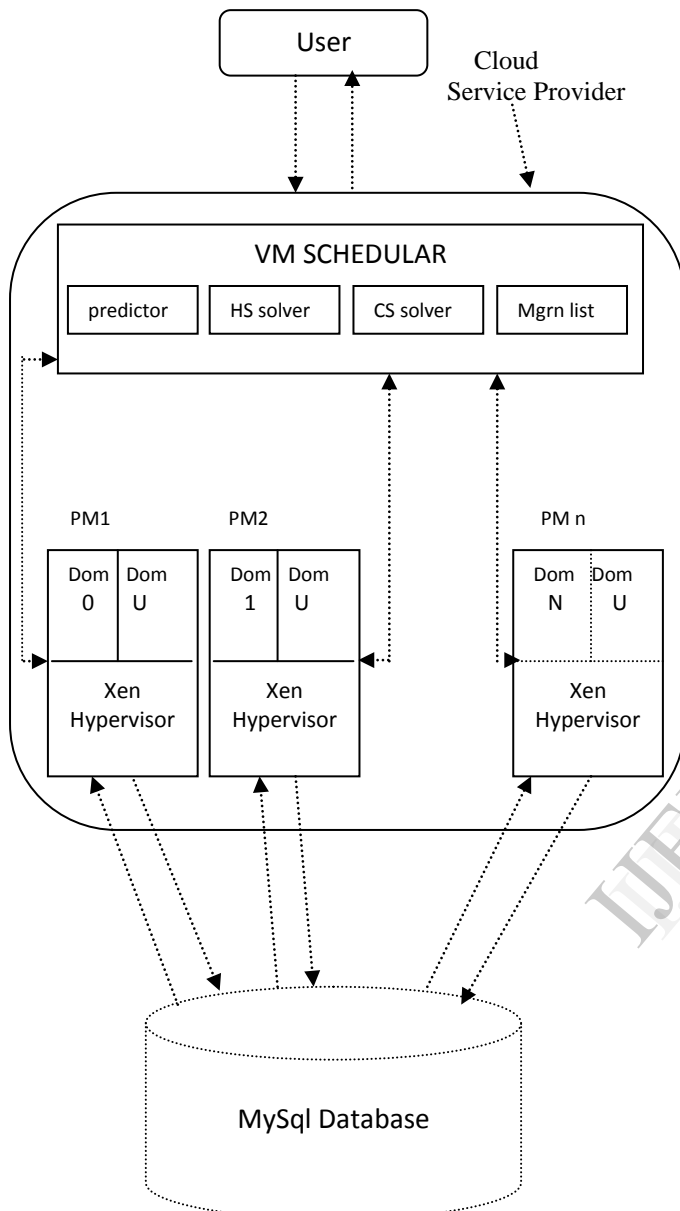 User
Cloud
Service Provider
VM SCHEDULAR
predictor
HS solver
CS solver
Mgrn list
PM1
PM2
PM n
Dom
0
Dom
U
Dom
1
Dom
U
Dom
N
Dom
U
Xen
Hypervisor
Xen
Hypervisor
Xen
Hypervisor
MySql Database